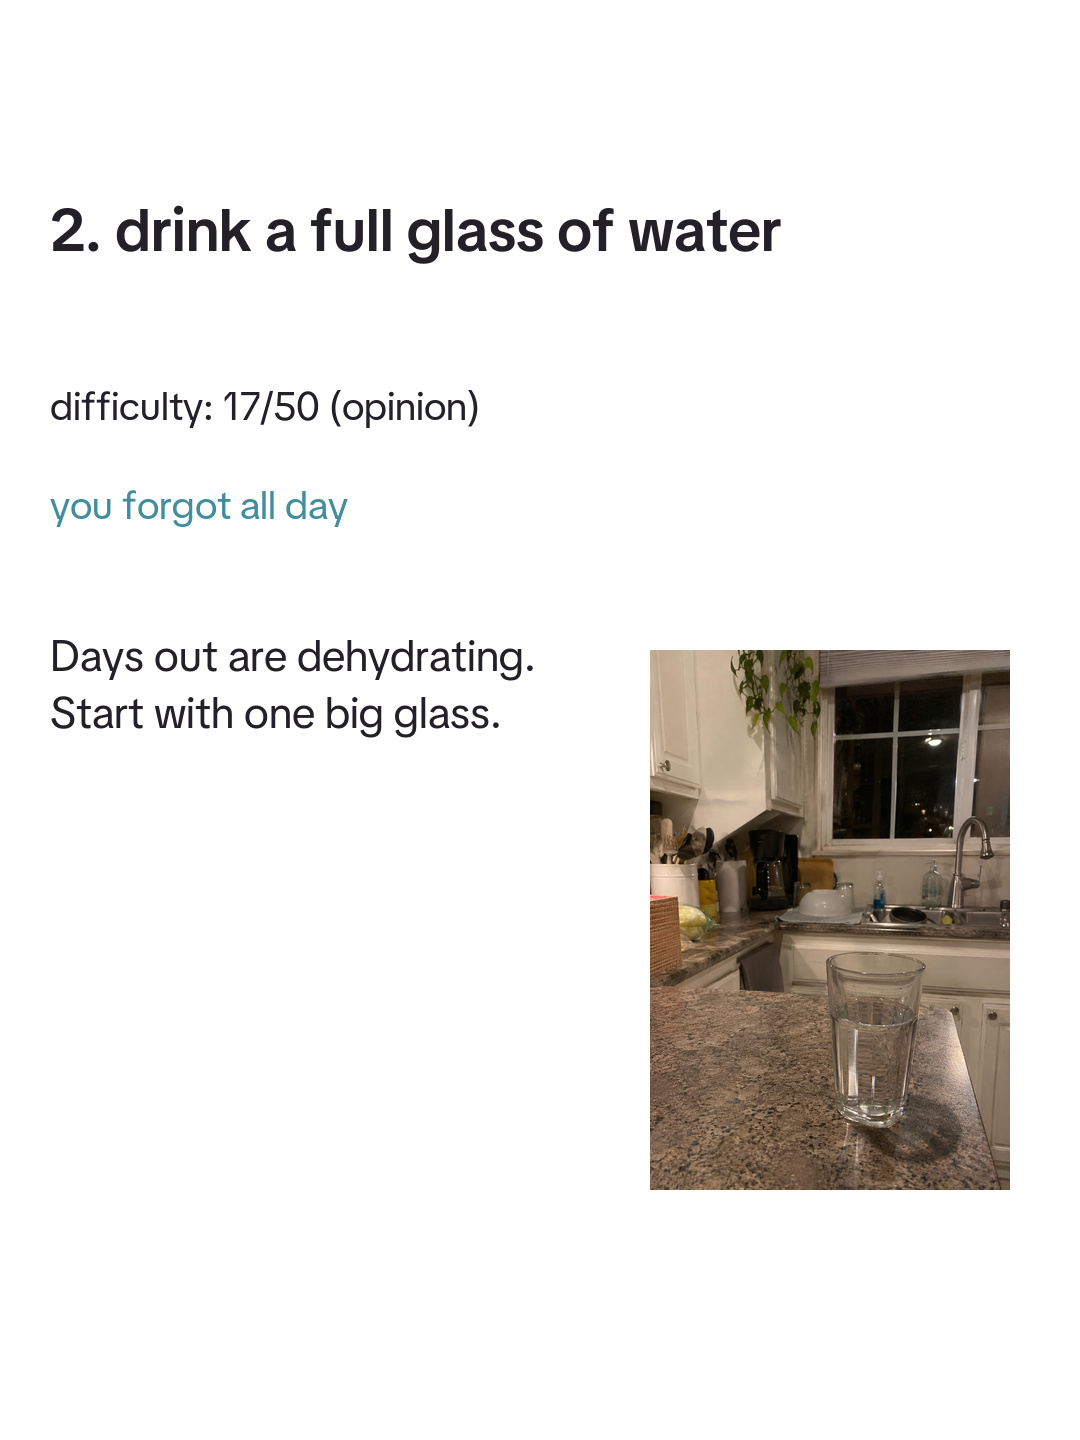 2. drink a full glass of water
difficulty: 17/50 (opinion)
you forgot all day
Days out are dehydrating.
Start with one big glass.